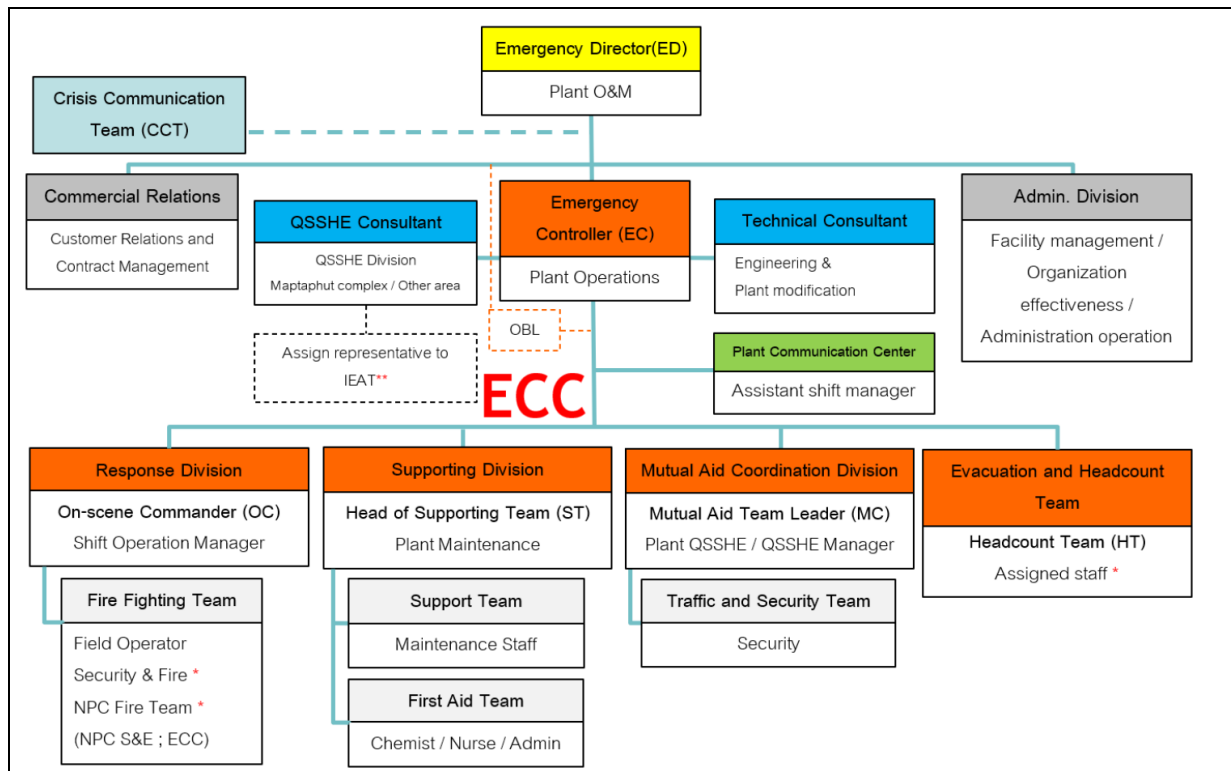 Emergency Director(ED)
Plant O&M
Crisis Communication
Team (CCT)
Commercial Relations
Customer Relations and
Contract Management
QSSHE Consultant
QSSHE Division
Maptaphut complex / Other area
Assign representative to
IEAT**
Emergency
Controller (EC)
Plant Operations
OBL
Technical Consultant
Engineering &
Plant modification
Plant Communication Center
Assistant shift manager
Admin. Division
Facility management /
Organization
effectiveness /
Administration operation
ECC
Response Division
On-scene Commander (OC)
Shift Operation Manager
Fire Fighting Team
Field Operator
Security & Fire *
NPC Fire Team *
(NPC S&E ; ECC)
Supporting Division
Head of Supporting Team (ST)
Plant Maintenance
Support Team
Maintenance Staff
First Aid Team
Chemist / Nurse / Admin
Mutual Aid Coordination Division
Mutual Aid Team Leader (MC)
Plant QSSHE / QSSHE Manager
Traffic and Security Team
Security
Evacuation and Headcount
Team
Headcount Team (HT)
Assigned staff *